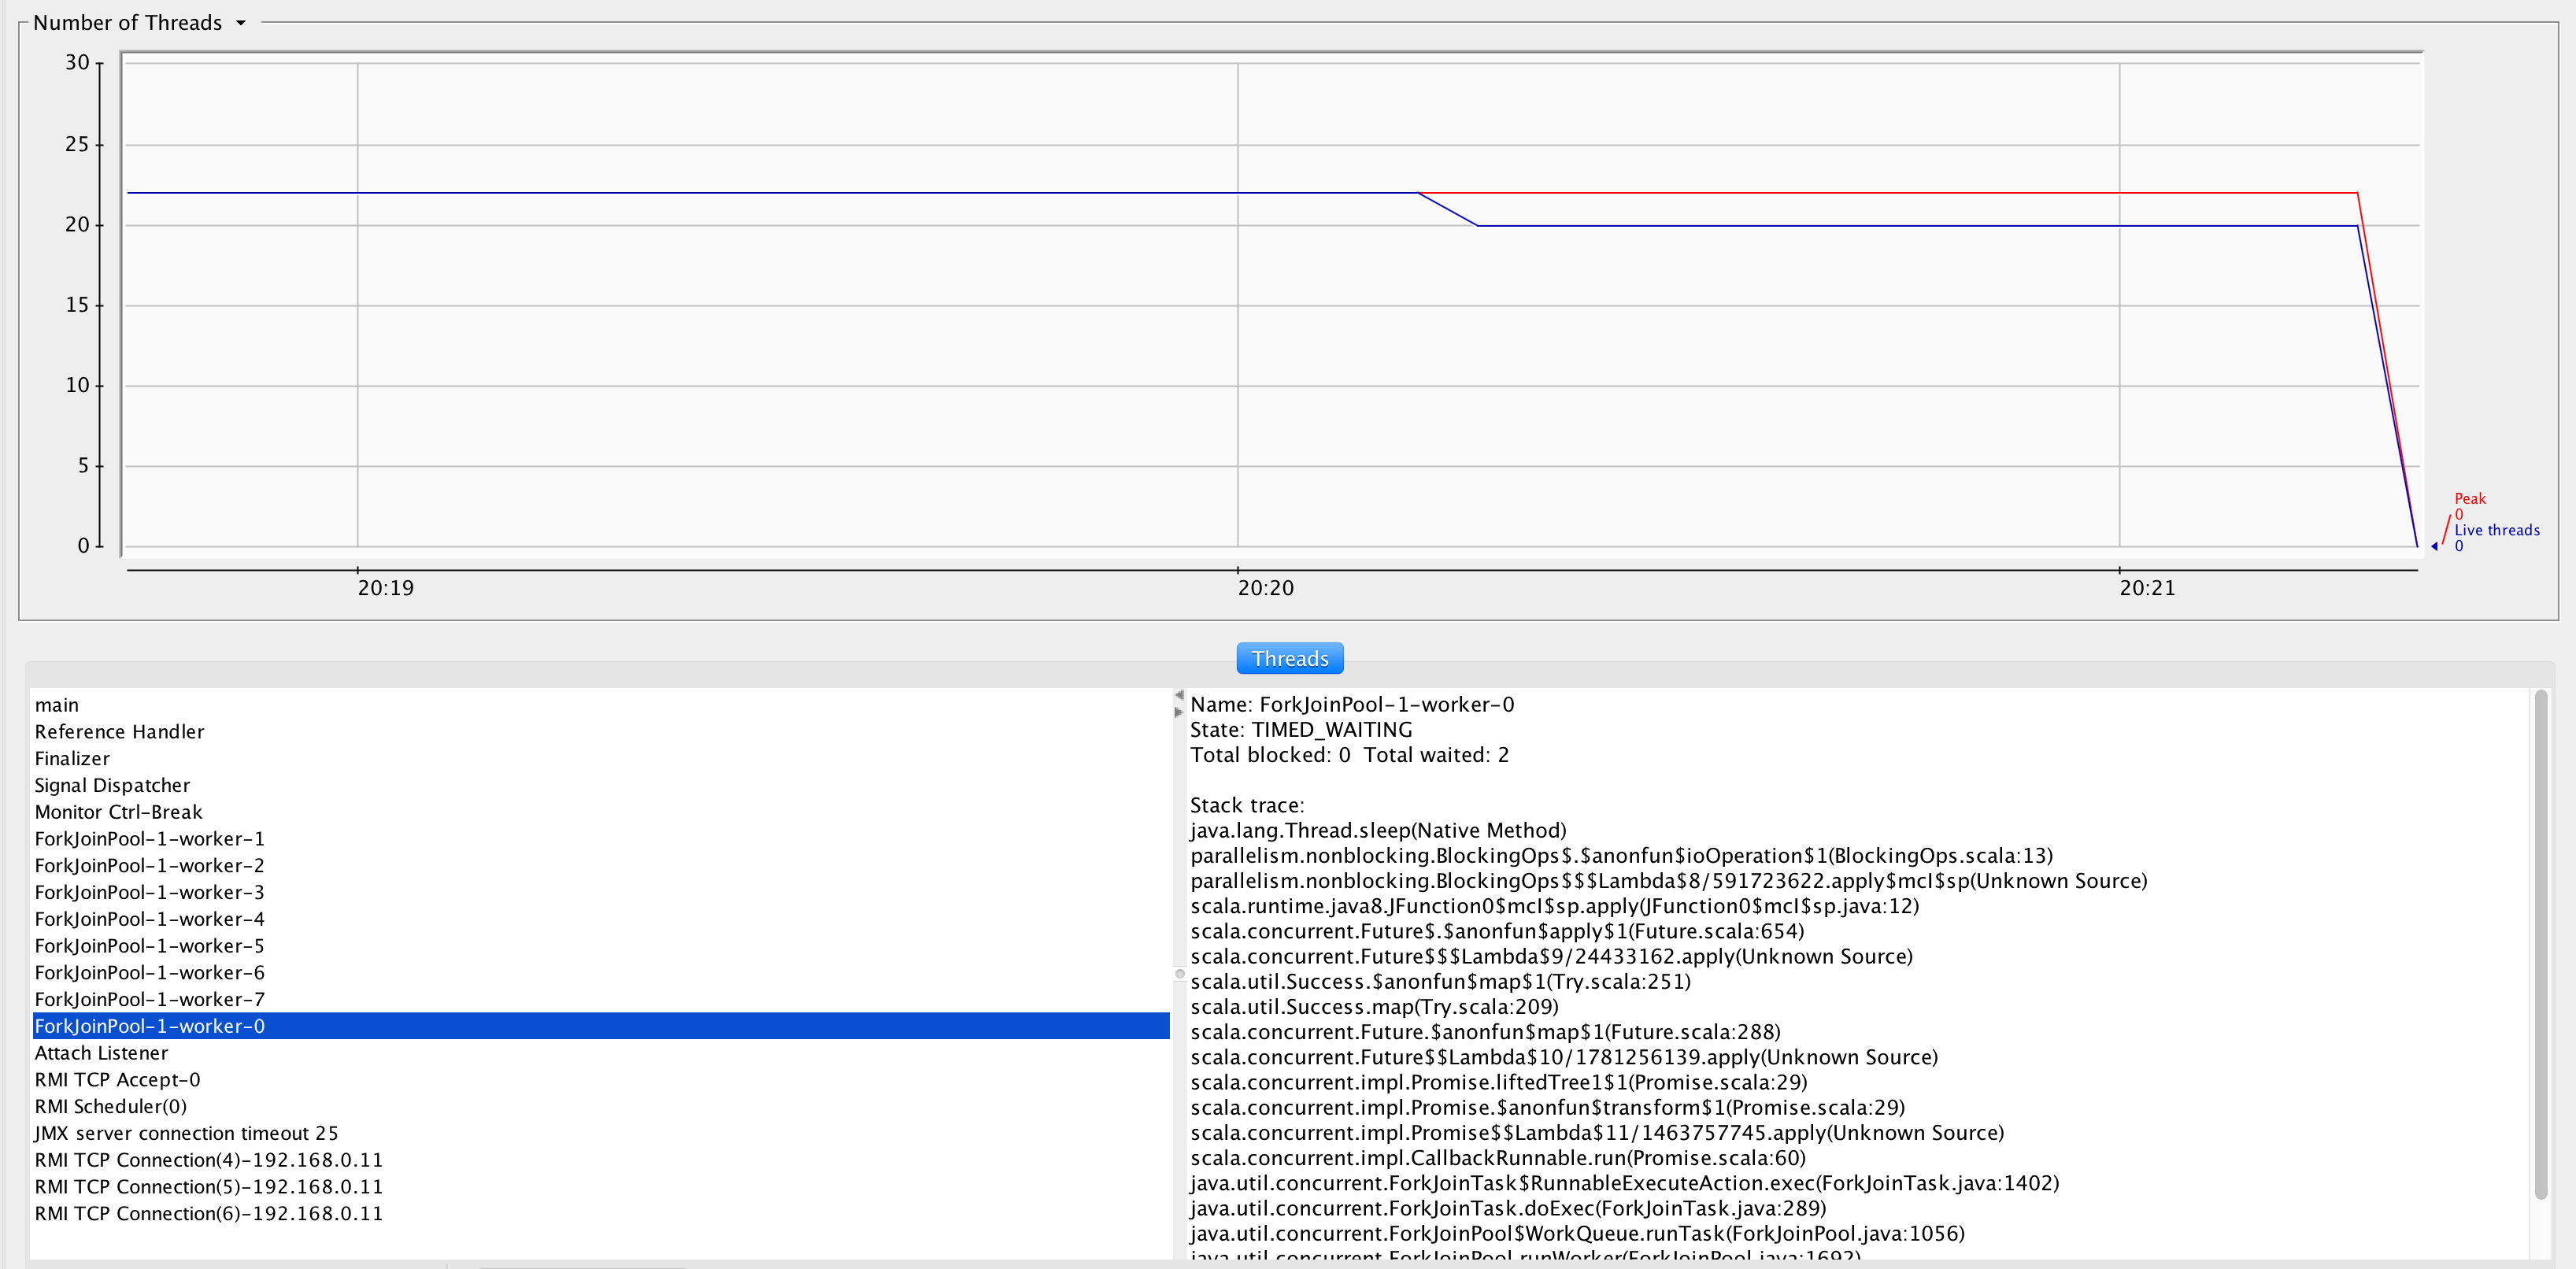 Number of Threads
30
25
20
15
10
5
0
20:19
20:20
20:21
Peak
0
Live threads
0
Threads
main
Reference Handler
Finalizer
Signal Dispatcher
Monitor Ctrl-Break
ForkJoinPool-1-worker-1
ForkJoinPool-1-worker-2
ForkJoinPool-1-worker-3
ForkJoinPool-1-worker-4
ForkJoinPool-1-worker-5
ForkJoinPool-1-worker-6
ForkJoinPool-1-worker-7
ForkJoinPool-1-worker-0
Attach Listener
RMI TCP Accept-0
RMI Scheduler(0)
JMX server connection timeout 25
RMI TCP Connection(4)-192.168.0.11
RMI TCP Connection(5)-192.168.0.11
RMI TCP Connection(6)-192.168.0.11
Name: ForkJoinPool-1-worker-0
State: TIMED_WAITING
Total blocked: 0 Total waited: 2
Stack trace:
java.lang.Thread.sleep(Native Method)
parallelism.nonblocking.BlockingOps$.$anonfun$ioOperation$1(BlockingOps.scala:13)
parallelism.nonblocking.BlockingOps$$$Lambda$8/591723622.apply$mcI$sp(Unknown Source)
scala.runtime.java8.JFunction0$mcI$sp.apply(JFunction0$mcI$sp.java:12)
scala.concurrent.Future$.$anonfun$apply$1(Future.scala:654)
scala.concurrent.Future$$$Lambda$9/24433162.apply(Unknown Source)
scala.util.Success.$anonfun$map$1(Try.scala:251)
scala.util.Success.map(Try.scala:209)
scala.concurrent.Future.$anonfun$map$1(Future.scala:288)
scala.concurrent.Future$$Lambda$10/1781256139.apply(Unknown Source)
scala.concurrent.impl.Promise.liftedTree1$1(Promise.scala:29)
scala.concurrent.impl.Promise.$anonfun$transform$1(Promise.scala:29)
scala.concurrent.impl.Promise$$Lambda$11/1463757745.apply(Unknown Source)
scala.concurrent.impl.CallbackRunnable.run(Promise.scala:60)
java.util.concurrent.ForkJoinTask$RunnableExecuteAction.exec(ForkJoinTask.java:1402)
java.util.concurrent.ForkJoinTask.doExec(ForkJoinTask.java:289)
java.util.concurrent.ForkJoinPool$WorkQueue.runTask(ForkJoinPool.java:1056)
java.util.concurrent.ForkJoinPool.runWorker(ForkJoinPool.java:1692)